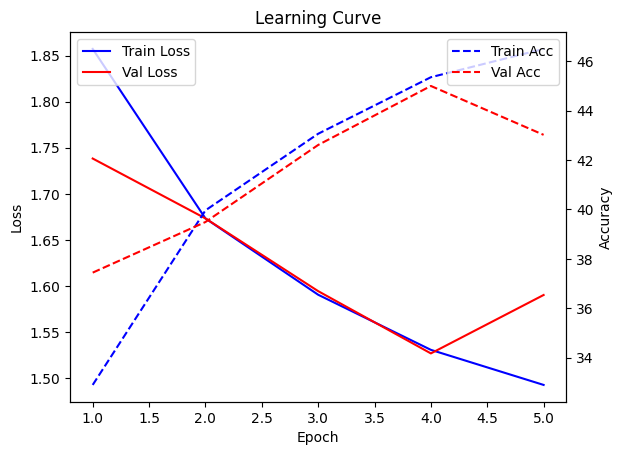 Learning Curve
Train Loss
Val Loss
Train Acc
Val Acc
1.85
1.80
1.75
1.70
1.65
1.60
1.55
1.50
Loss
46
44
42
40
38
36
34
Accuracy
1.0 1.5 2.0 2.5 3.0 3.5 4.0 4.5 5.0
Epoch